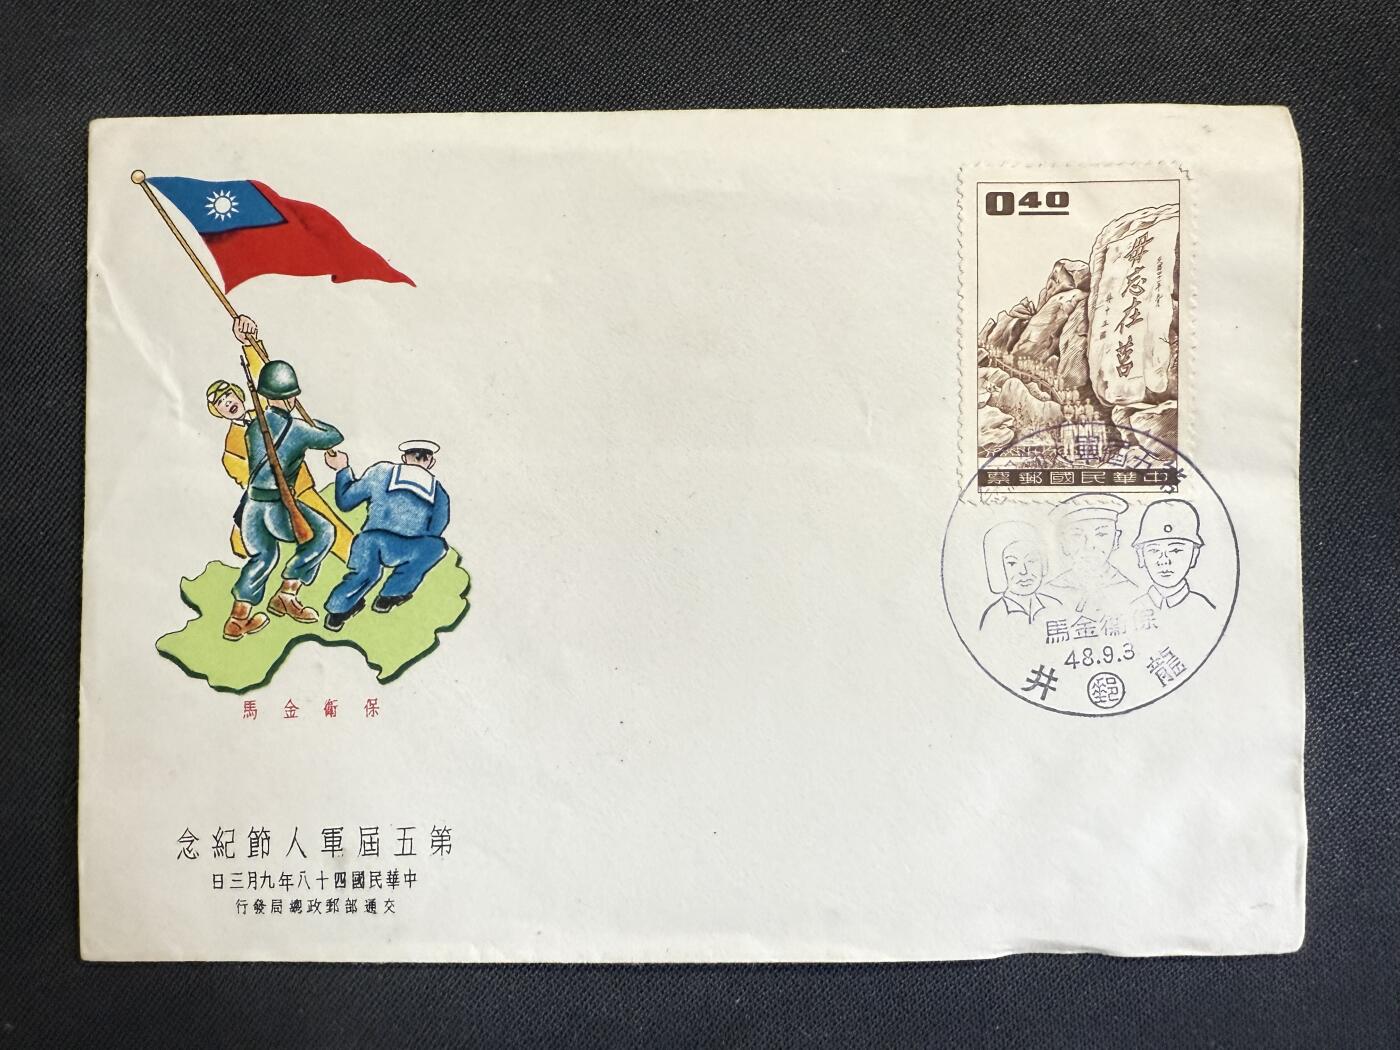 保衛金馬
第五屆軍人節紀念
中華民國四十八年九月三日
交通部郵政總局發行
0 40
毋忘在莒
中華民國郵票
保衛金馬
48.9.3
龍井
郵